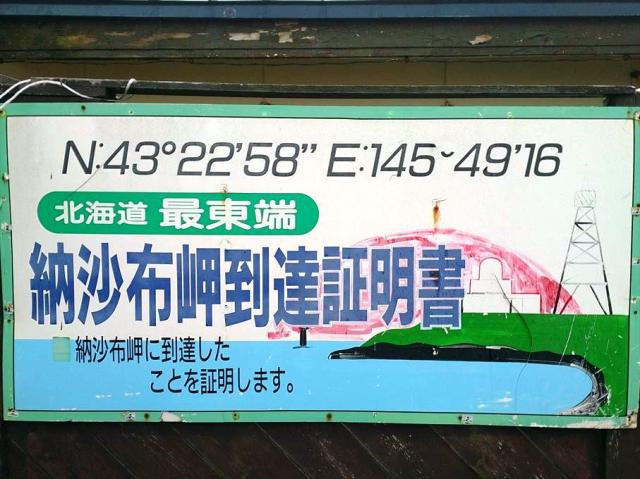 N:43°22'58" E:145˘49'16
北海道 最東端
納沙布岬到達証明書
納沙布岬に到達した
ことを証明します。